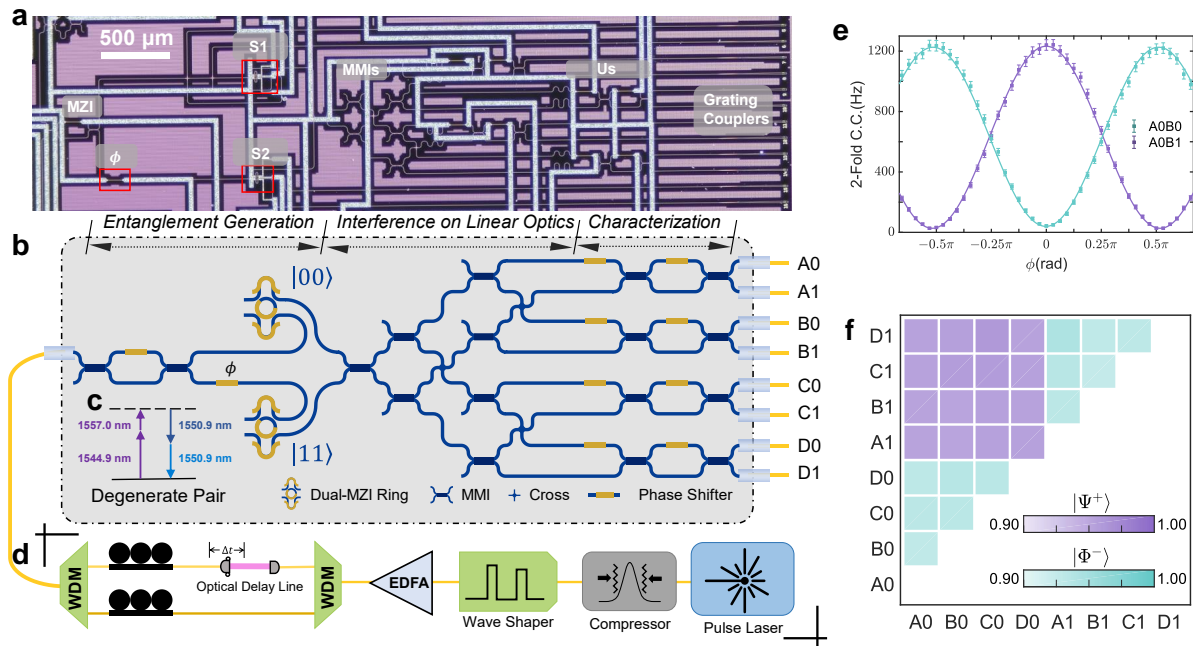 a
500 µm
S1
MMIs
Us
MZI
Grating
Couplers
ϕ
S2
Entanglement Generation
Interference on Linear Optics
Characterization
b
|00⟩
ϕ
|11⟩
A0
A1
B0
B1
C0
C1
D0
D1
c
1557.0 nm
1550.9 nm
1544.9 nm
1550.9 nm
Degenerate Pair
Dual-MZI Ring
MMI
Cross
Phase Shifter
d
WDM
Δt
Optical Delay Line
WDM
EDFA
Wave Shaper
Compressor
Pulse Laser
e
2-Fold C.C.(Hz)
1200
900
600
400
0
A0B0
A0B1
−0.5π
−0.25π
0
0.25π
0.5π
ϕ(rad)
f
D1
C1
B1
A1
D0
C0
B0
A0
|Ψ⁺⟩
0.90
1.00
|Φ⁻⟩
0.90
1.00
A0 B0 C0 D0 A1 B1 C1 D1